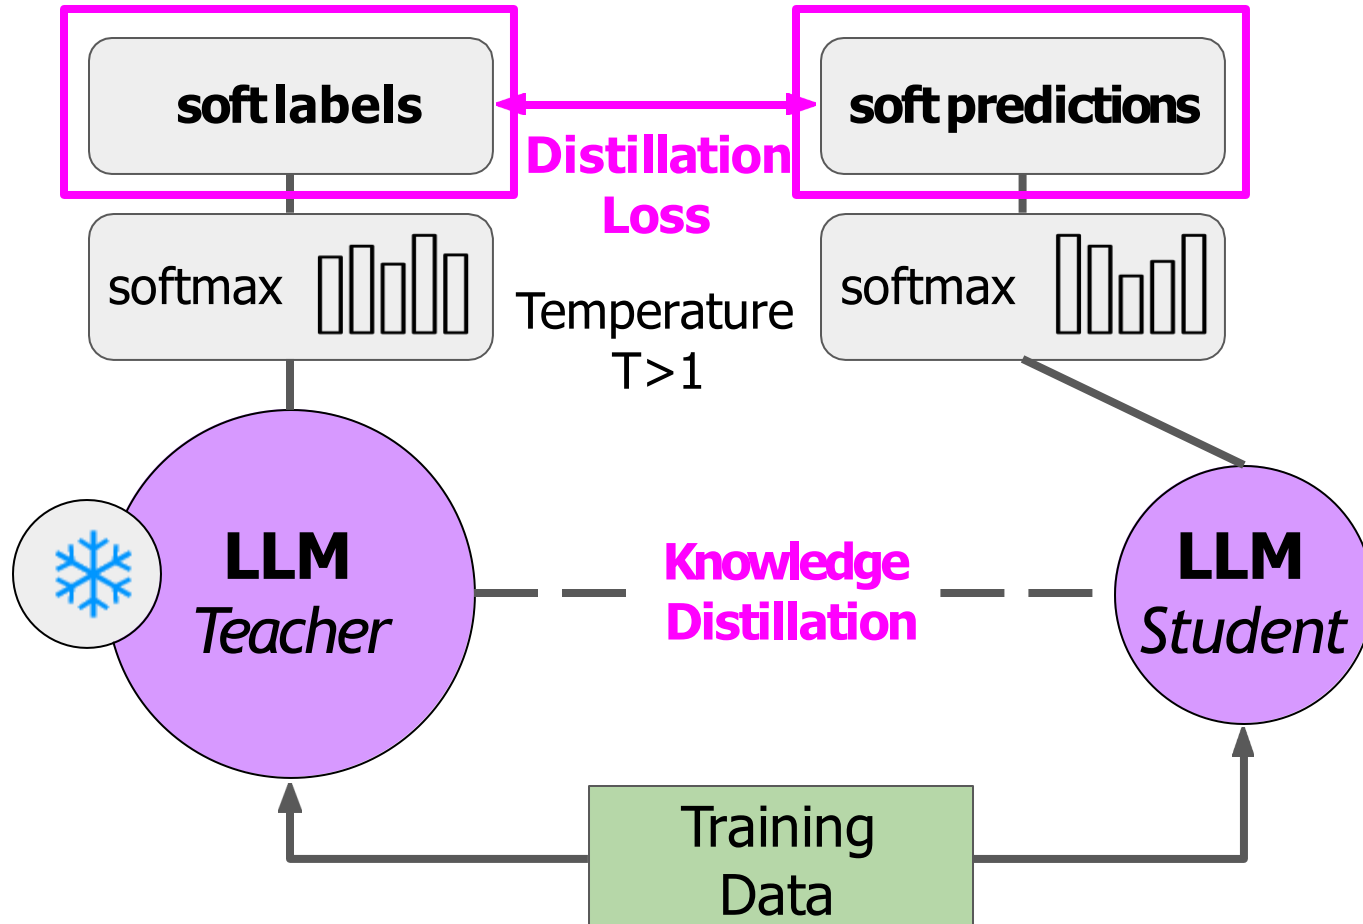 soft labels
soft predictions
Distillation
Loss
softmax
softmax
Temperature
T>1
LLM
Teacher
Knowledge
Distillation
LLM
Student
Training
Data